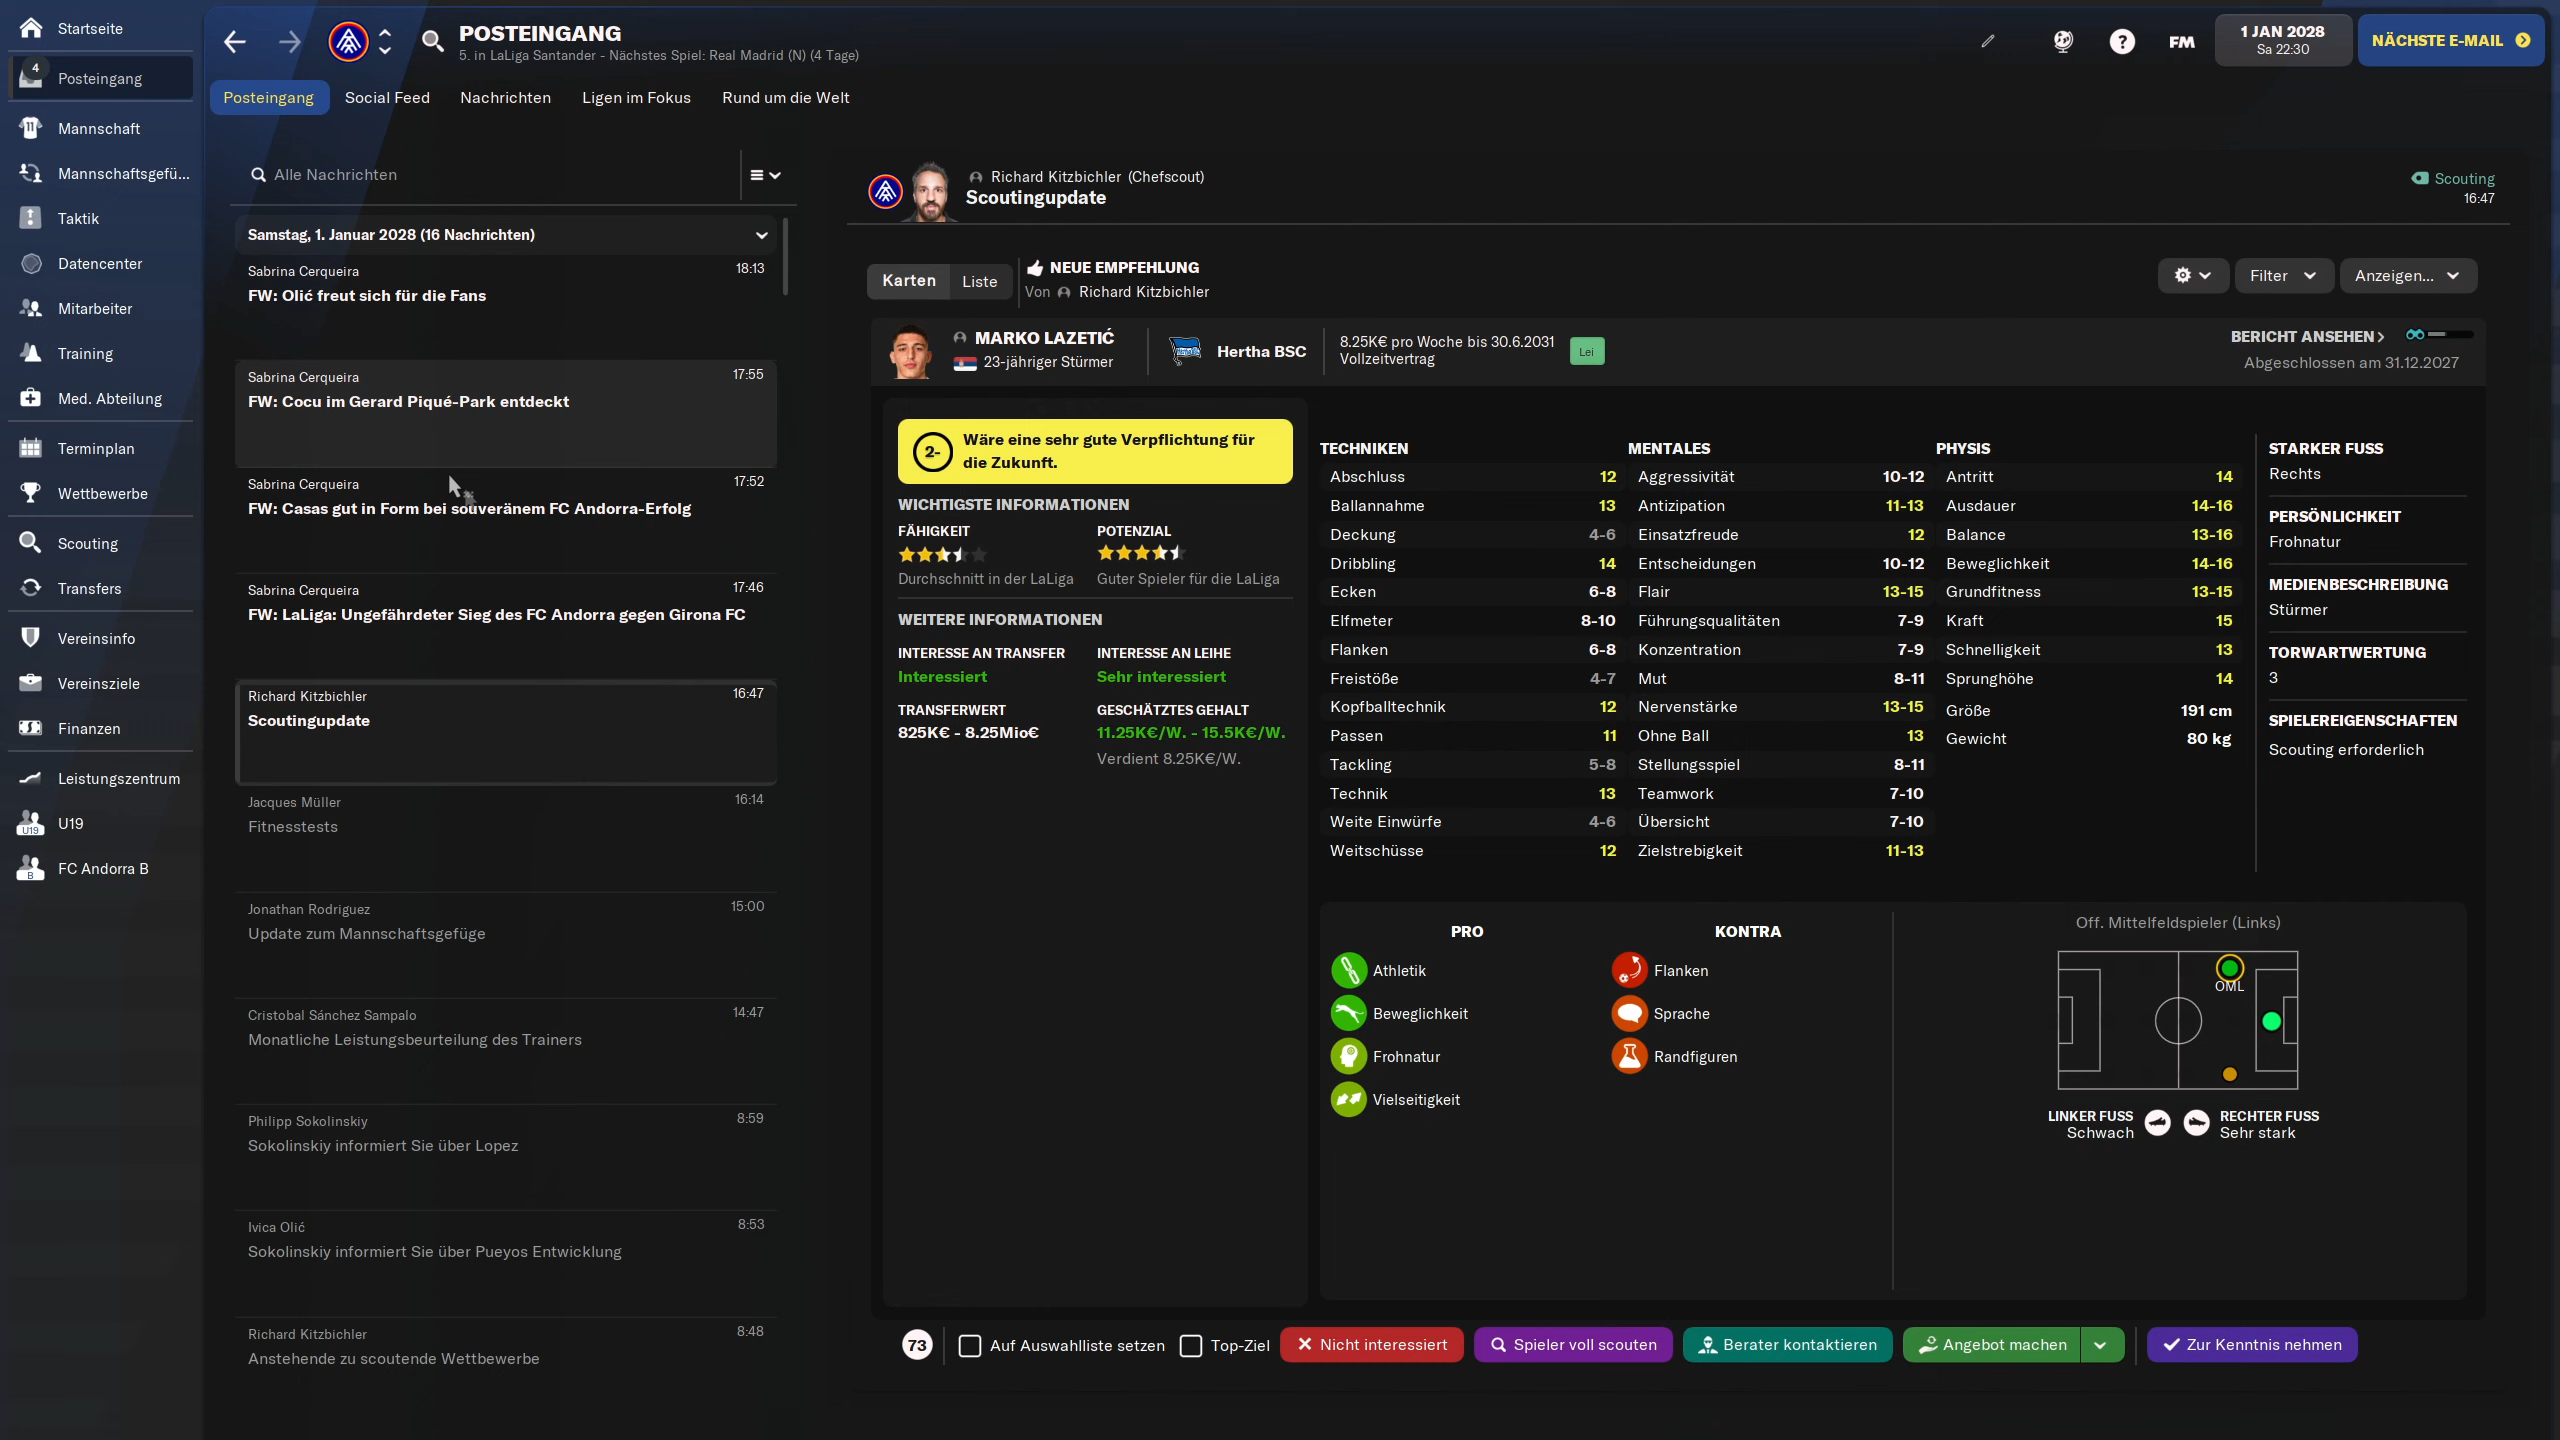 Startseite
4
Posteingang
Mannschaft
Mannschaftsgefü...
Taktik
Datencenter
Mitarbeiter
Training
Med. Abteilung
Terminplan
Wettbewerbe
Scouting
Transfers
Vereinsinfo
Vereinsziele
Finanzen
Leistungszentrum
U19
U19
B
FC Andorra B
POSTEINGANG
5. in LaLiga Santander - Nächstes Spiel: Real Madrid (N) (4 Tage)
FM
1 JAN 2028
Sa 22:30
NÄCHSTE E-MAIL
Posteingang Social Feed Nachrichten Ligen im Fokus Rund um die Welt
Alle Nachrichten
Samstag, 1. Januar 2028 (16 Nachrichten)
Sabrina Cerqueira 18:13
FW: Olić freut sich für die Fans
Sabrina Cerqueira 17:55
FW: Cocu im Gerard Piqué-Park entdeckt
Sabrina Cerqueira 17:52
FW: Casas gut in Form bei souveränem FC Andorra-Erfolg
Sabrina Cerqueira 17:46
FW: LaLiga: Ungefährdeter Sieg des FC Andorra gegen Girona FC
Richard Kitzbichler 16:47
Scoutingupdate
Jacques Müller 16:14
Fitnesstests
Jonathan Rodriguez 15:00
Update zum Mannschaftsgefüge
Cristobal Sánchez Sampalo 14:47
Monatliche Leistungsbeurteilung des Trainers
Philipp Sokolinskiy 8:59
Sokolinskiy informiert Sie über Lopez
Ivica Olić 8:53
Sokolinskiy informiert Sie über Pueyos Entwicklung
Richard Kitzbichler 8:48
Anstehende zu scoutende Wettbewerbe
Richard Kitzbichler (Chefscout)
Scoutingupdate
Scouting
16:47
Karten Liste
NEUE EMPFEHLUNG
Von Richard Kitzbichler
Filter Anzeigen...
MARKO LAZETIĆ
23-jähriger Stürmer
Hertha BSC
8.25K€ pro Woche bis 30.6.2031
Vollzeitvertrag
Lei
BERICHT ANSEHEN >
Abgeschlossen am 31.12.2027
2- Wäre eine sehr gute Verpflichtung für
die Zukunft.
WICHTIGSTE INFORMATIONEN
FÄHIGKEIT POTENZIAL
Durchschnitt in der LaLiga Guter Spieler für die LaLiga
WEITERE INFORMATIONEN
INTERESSE AN TRANSFER INTERESSE AN LEIHE
Interessiert Sehr interessiert
TRANSFERWERT GESCHÄTZTES GEHALT
825K€ - 8.25Mio€ 11.25K€/W. - 15.5K€/W.
Verdient 8.25K€/W.
TECHNIKEN
Abschluss 12
Ballannahme 13
Deckung 4-6
Dribbling 14
Ecken 6-8
Elfmeter 8-10
Flanken 6-8
Freistöße 4-7
Kopfballtechnik 12
Passen 11
Tackling 5-8
Technik 13
Weite Einwürfe 4-6
Weitschüsse 12
MENTALES
Aggressivität 10-12
Antizipation 11-13
Einsatzfreude 12
Entscheidungen 10-12
Flair 13-15
Führungsqualitäten 7-9
Konzentration 7-9
Mut 8-11
Nervenstärke 13-15
Ohne Ball 13
Stellungsspiel 8-11
Teamwork 7-10
Übersicht 7-10
Zielstrebigkeit 11-13
PHYSIS
Antritt 14
Ausdauer 14-16
Balance 13-16
Beweglichkeit 14-16
Grundfitness 13-15
Kraft 15
Schnelligkeit 13
Sprunghöhe 14
Größe 191 cm
Gewicht 80 kg
STARKER FUSS
Rechts
PERSÖNLICHKEIT
Frohnatur
MEDIENBESCHREIBUNG
Stürmer
TORWARTWERTUNG
3
SPIELEREIGENSCHAFTEN
Scouting erforderlich
PRO
Athletik
Beweglichkeit
Frohnatur
Vielseitigkeit
KONTRA
Flanken
Sprache
Randfiguren
Off. Mittelfeldspieler (Links)
OML
LINKER FUSS
Schwach
RECHTER FUSS
Sehr stark
73 Auf Auswahlliste setzen Top-Ziel Nicht interessiert Spieler voll scouten Berater kontaktieren Angebot machen Zur Kenntnis nehmen